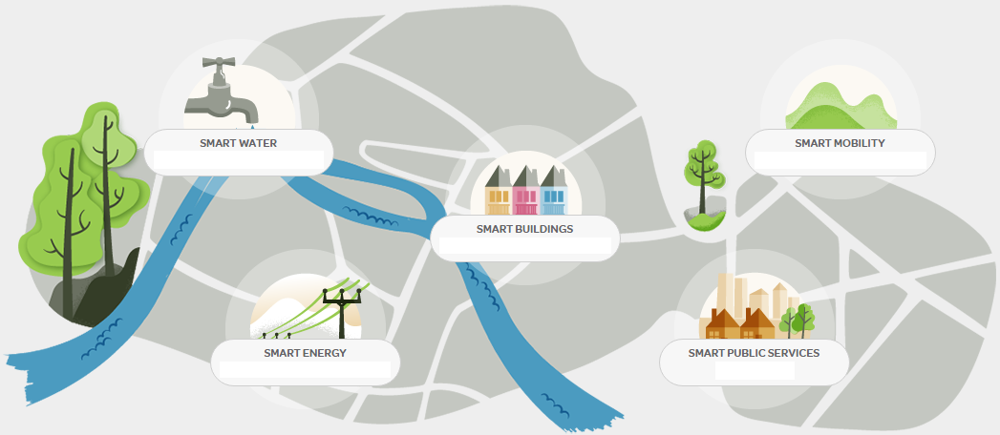 SMART WATER
SMART MOBILITY
SMART BUILDINGS
SMART ENERGY
SMART PUBLIC SERVICES